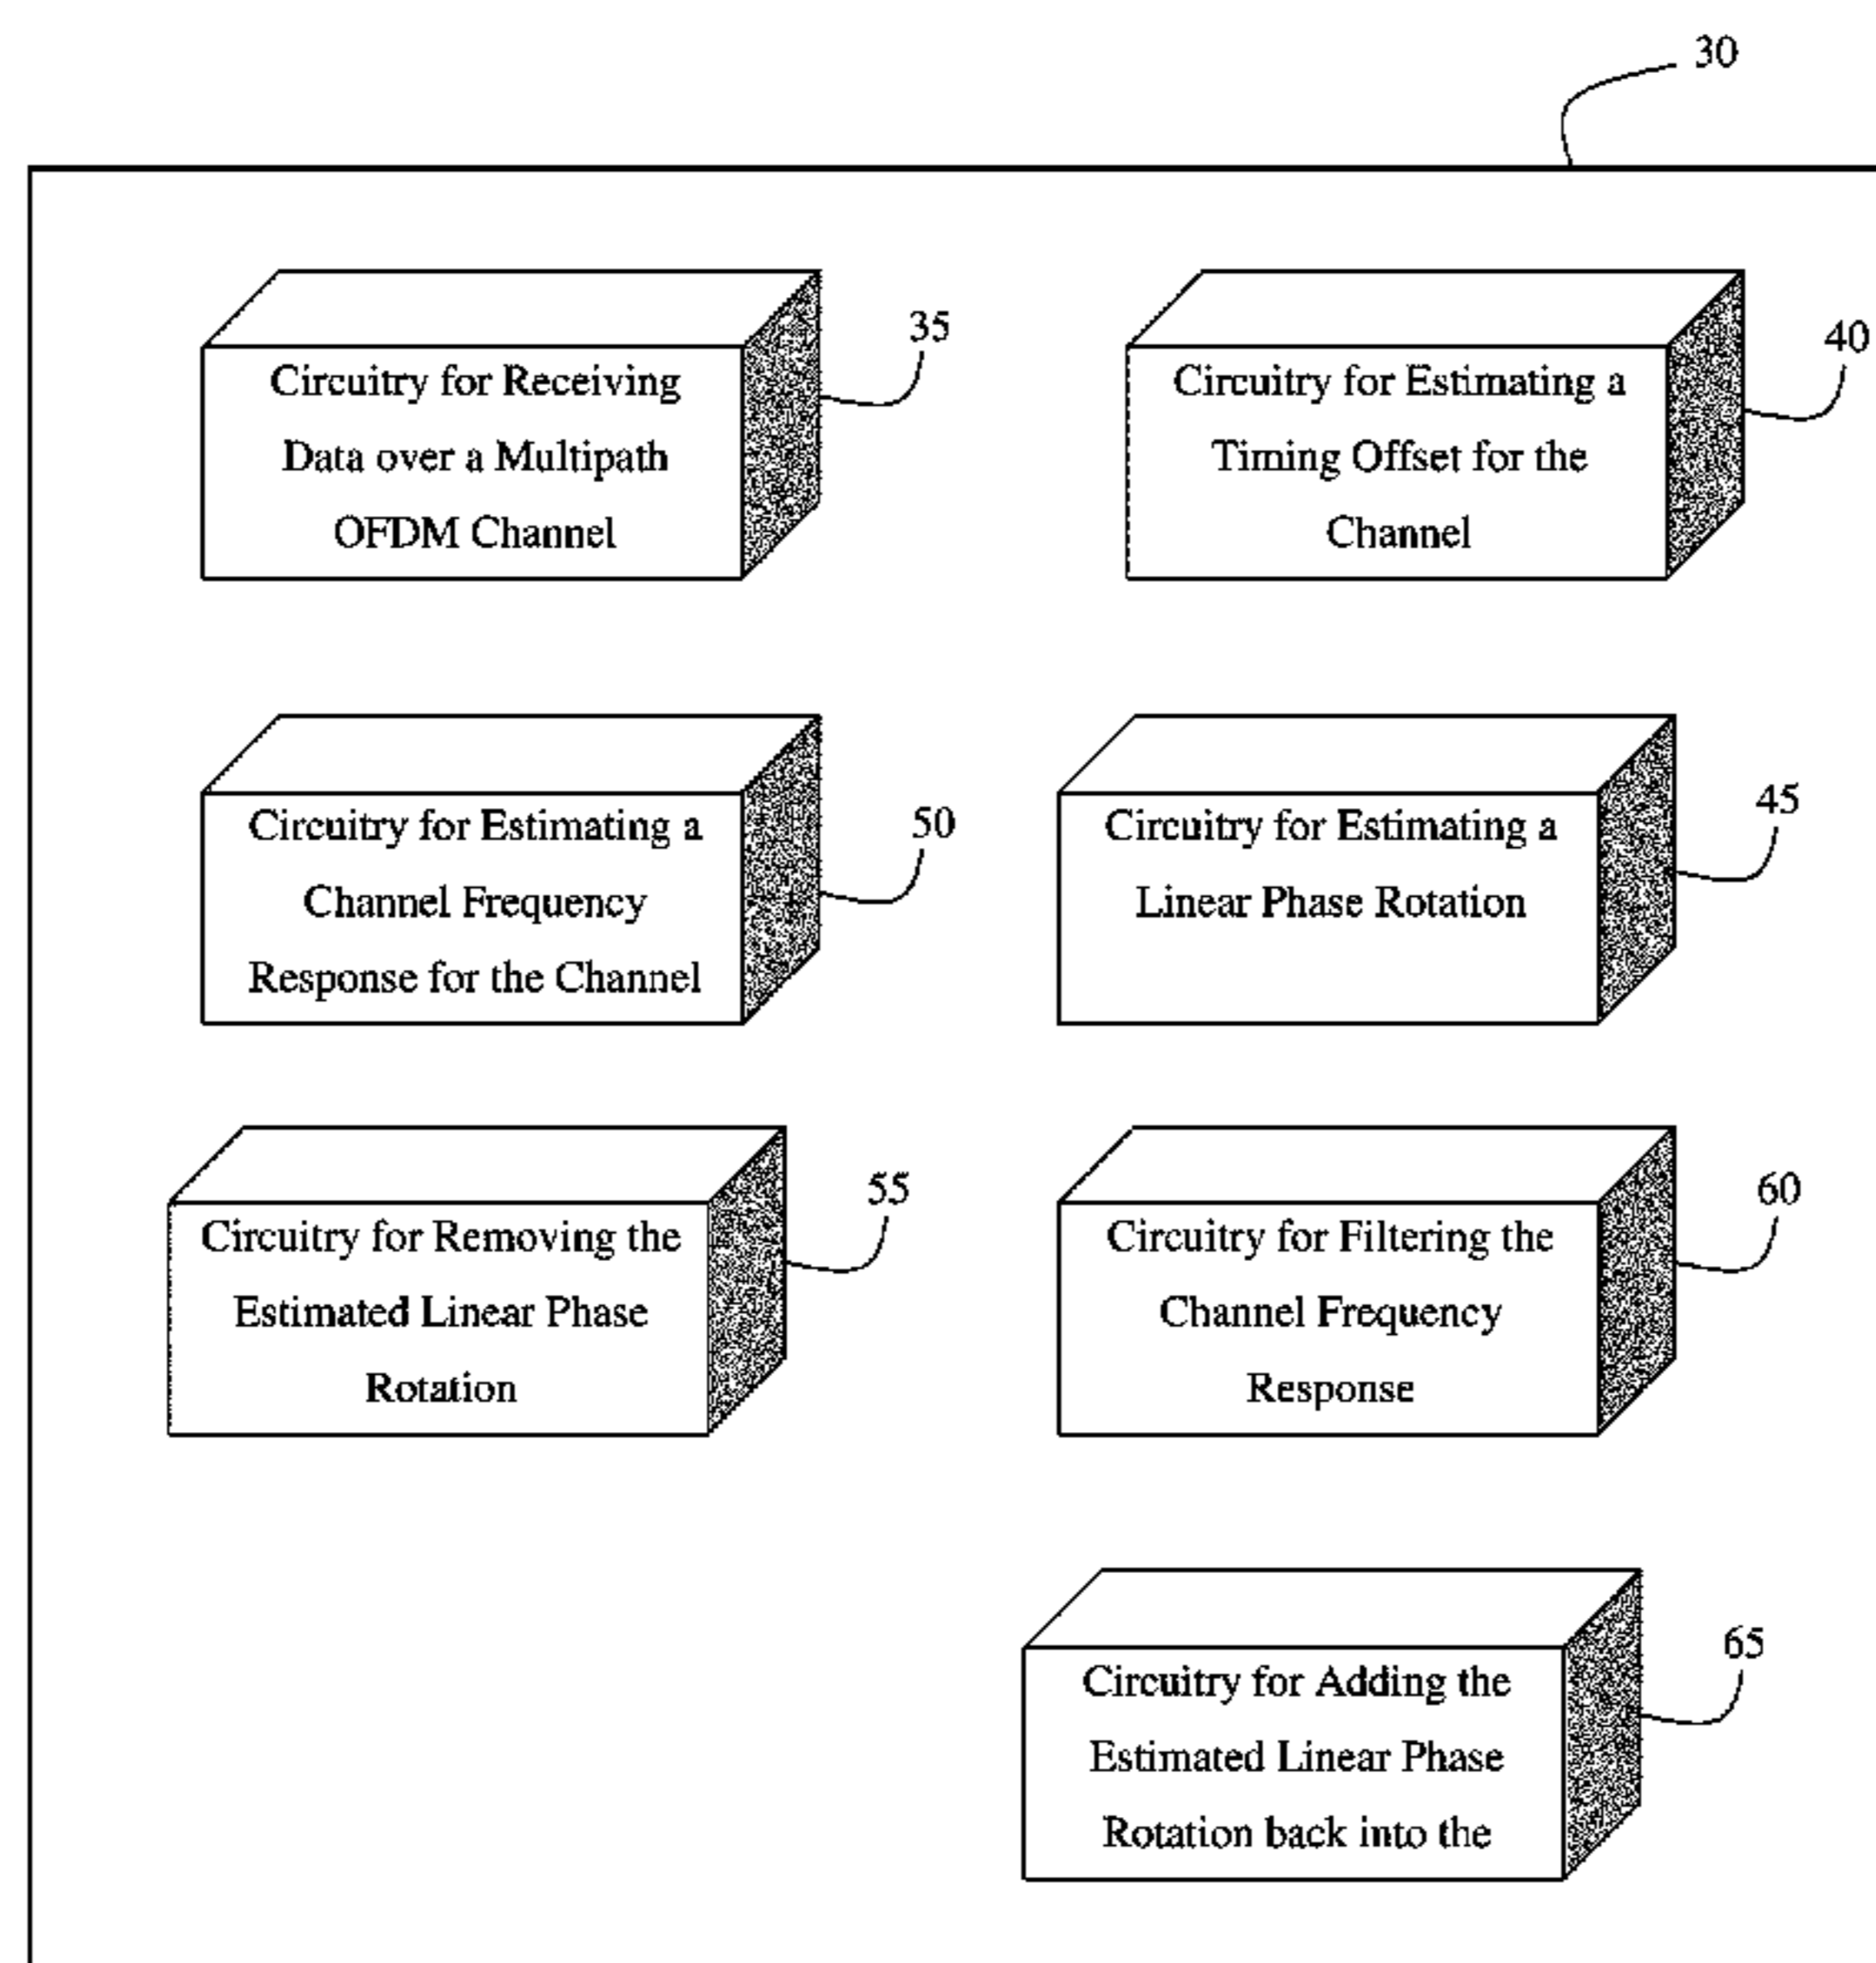 30
Circuitry for Receiving
Data over a Multipath
OFDM Channel
35
Circuitry for Estimating a
Timing Offset for the
Channel
40
Circuitry for Estimating a
Channel Frequency
Response for the Channel
50
Circuitry for Estimating a
Linear Phase Rotation
45
Circuitry for Removing the
Estimated Linear Phase
Rotation
55
Circuitry for Filtering the
Channel Frequency
Response
60
Circuitry for Adding the
Estimated Linear Phase
Rotation back into the
65